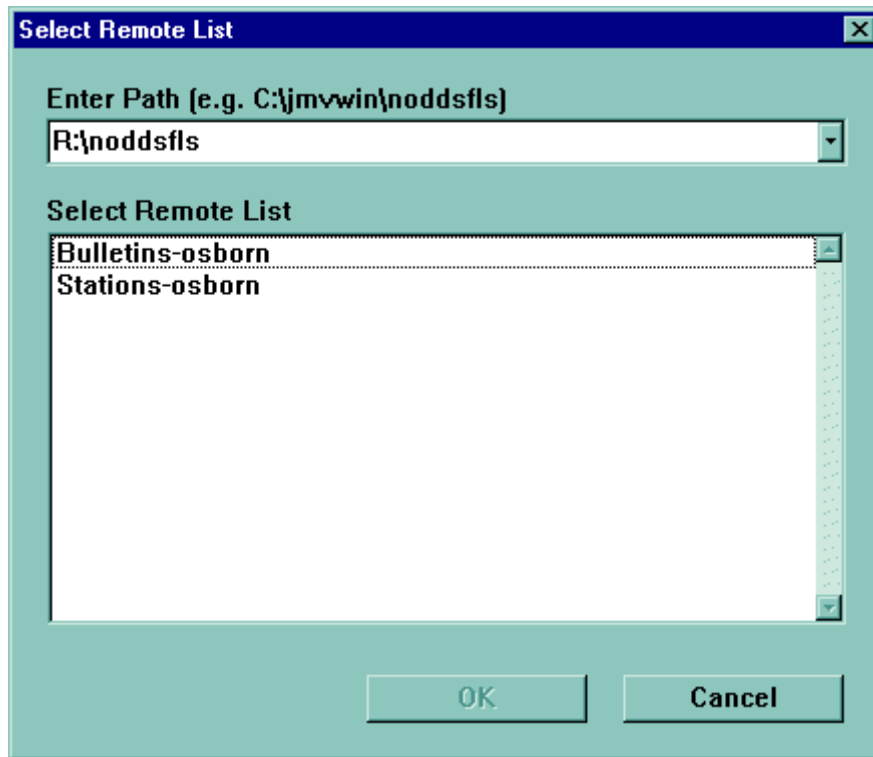 Select Remote List
Enter Path (e.g. C:\jmvwin\noddsfls)
R:\noddsfls
Select Remote List
Bulletins-osborn
Stations-osborn
OK
Cancel